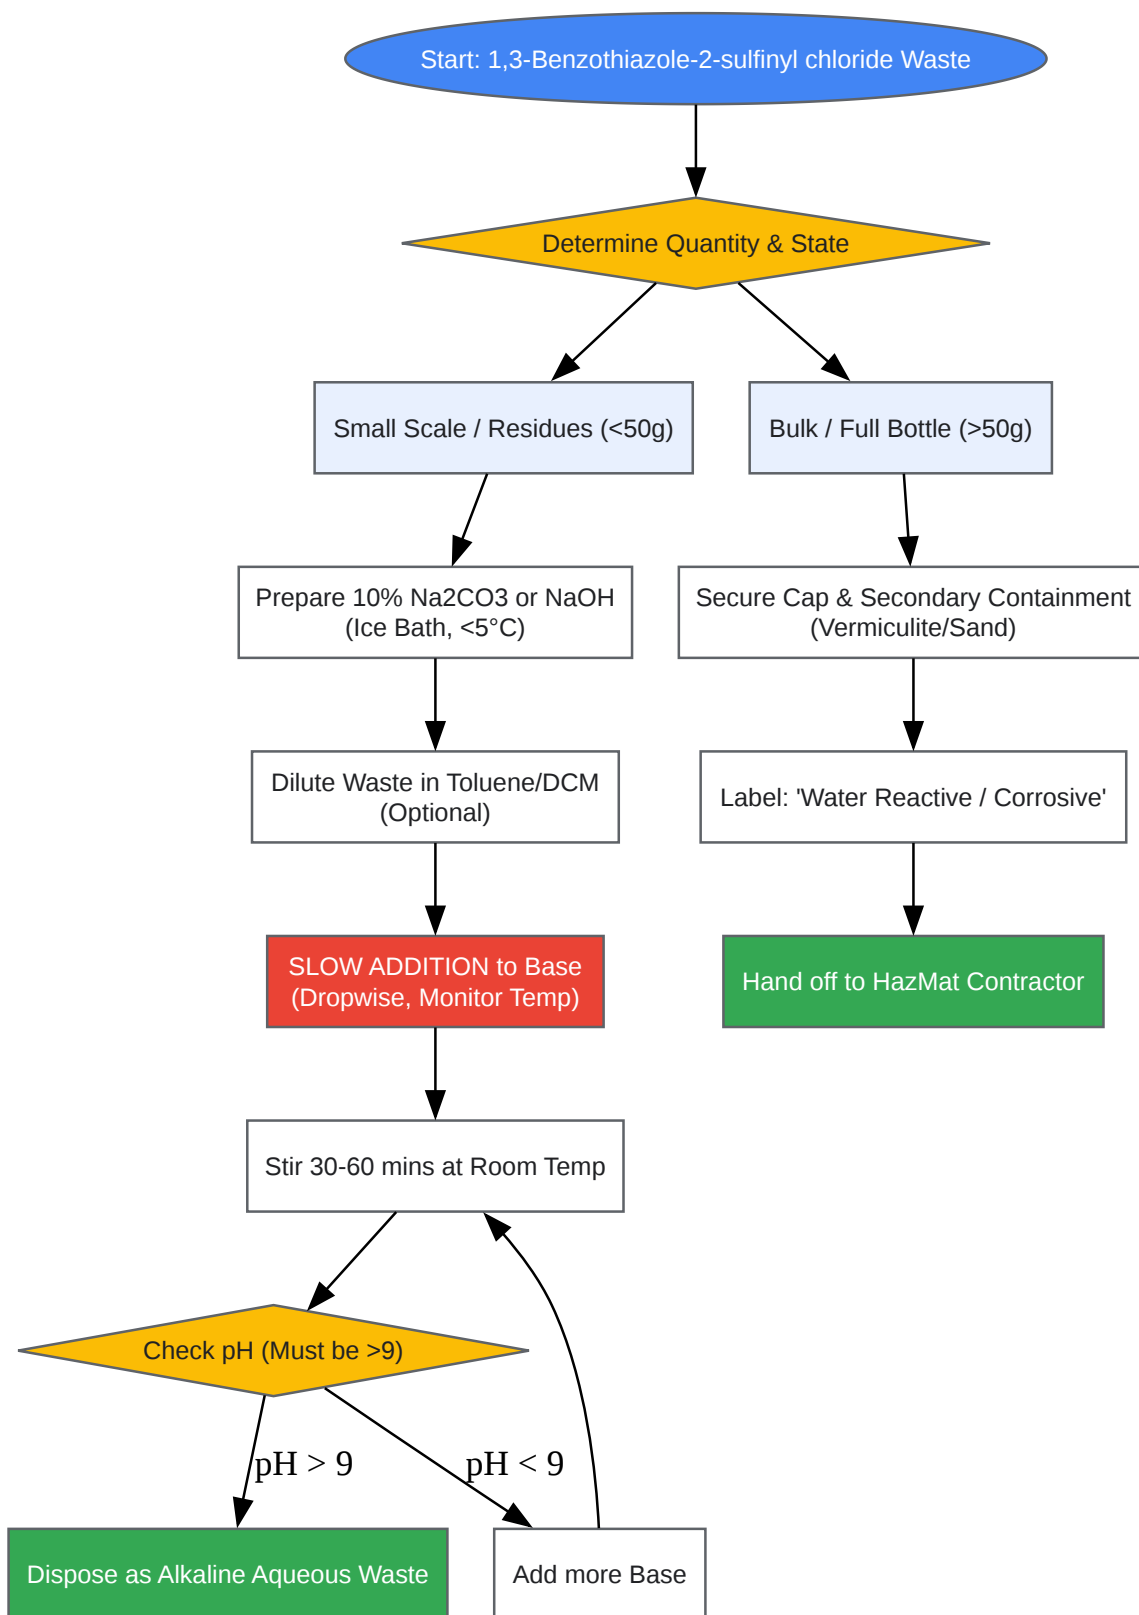 Start: 1,3-Benzothiazole-2-sulfinyl chloride Waste
Determine Quantity & State
Small Scale / Residues (<50g)
Bulk / Full Bottle (>50g)
Prepare 10% Na2CO3 or NaOH
(Ice Bath, <5°C)
Secure Cap & Secondary Containment
(Vermiculite/Sand)
Dilute Waste in Toluene/DCM
(Optional)
Label: 'Water Reactive / Corrosive'
SLOW ADDITION to Base
(Dropwise, Monitor Temp)
Hand off to HazMat Contractor
Stir 30-60 mins at Room Temp
Check pH (Must be >9)
pH > 9
pH < 9
Dispose as Alkaline Aqueous Waste
Add more Base